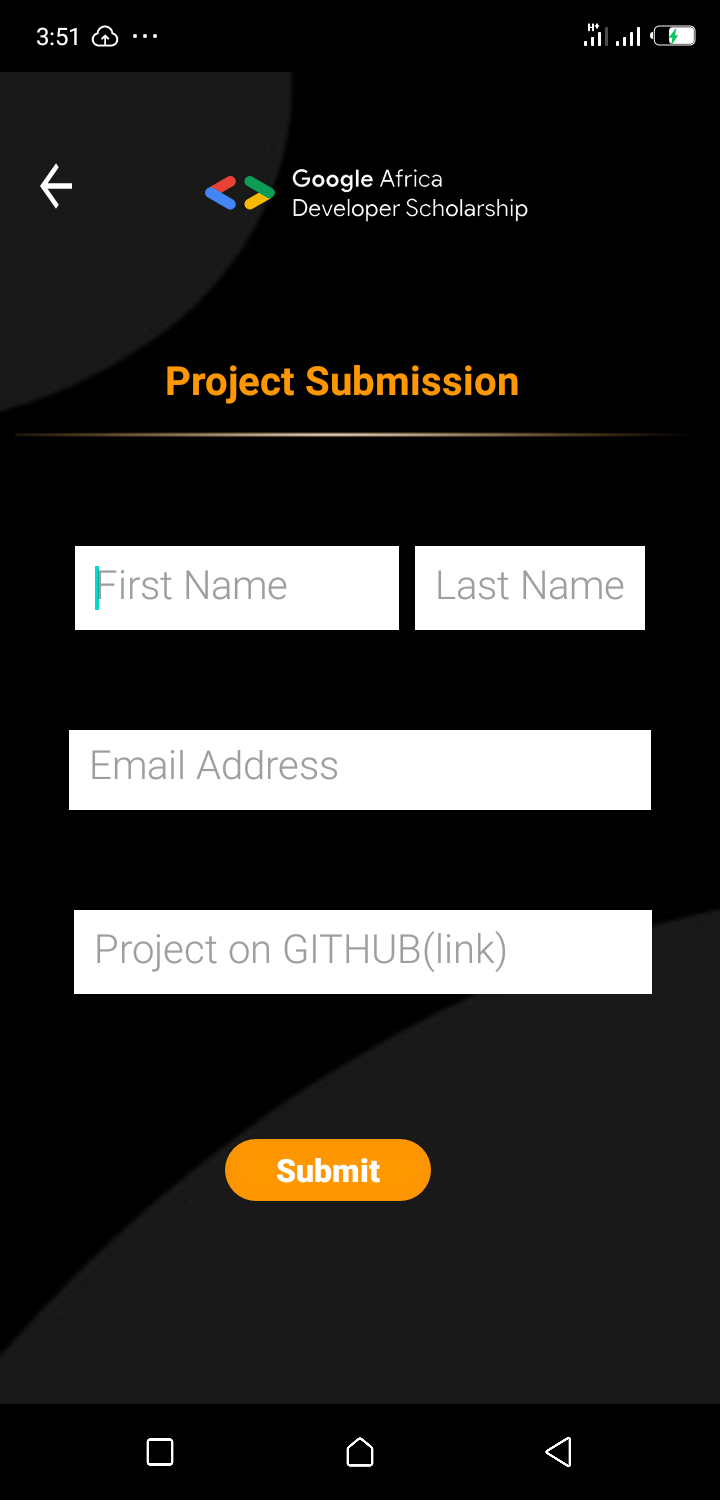 3:51
H+
Google Africa
Developer Scholarship
Project Submission
First Name
Last Name
Email Address
Project on GITHUB(link)
Submit